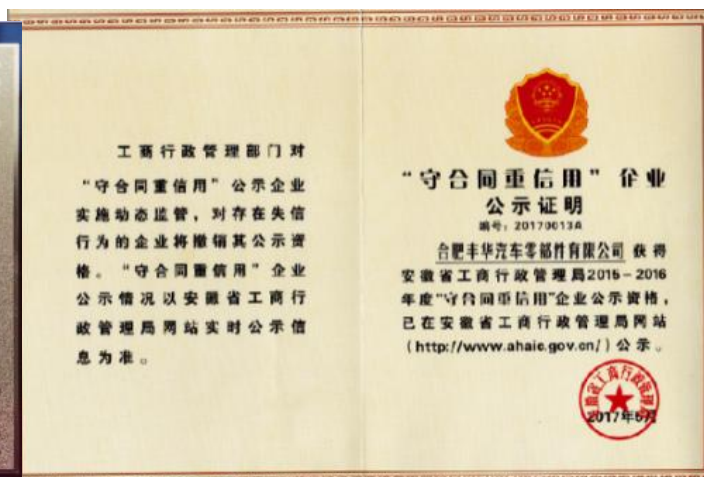 工商行政管理部门对
“守合同重信用”公示企业
实施动态监管，对存在失信
行为的企业将撤销其公示资
格。“守合同重信用”企业
公示情况以安徽省工商行
政管理局网站实时公示信
息为准。
“守合同重信用”企业
公示证明
编号：20170013A
合肥丰华汽车零部件有限公司 获得
安徽省工商行政管理局2015-2016
年度“守合同重信用”企业公示资格，
已在安徽省工商行政管理局网站
（http://www.ahaic.gov.cn/）公示。
2017年6月